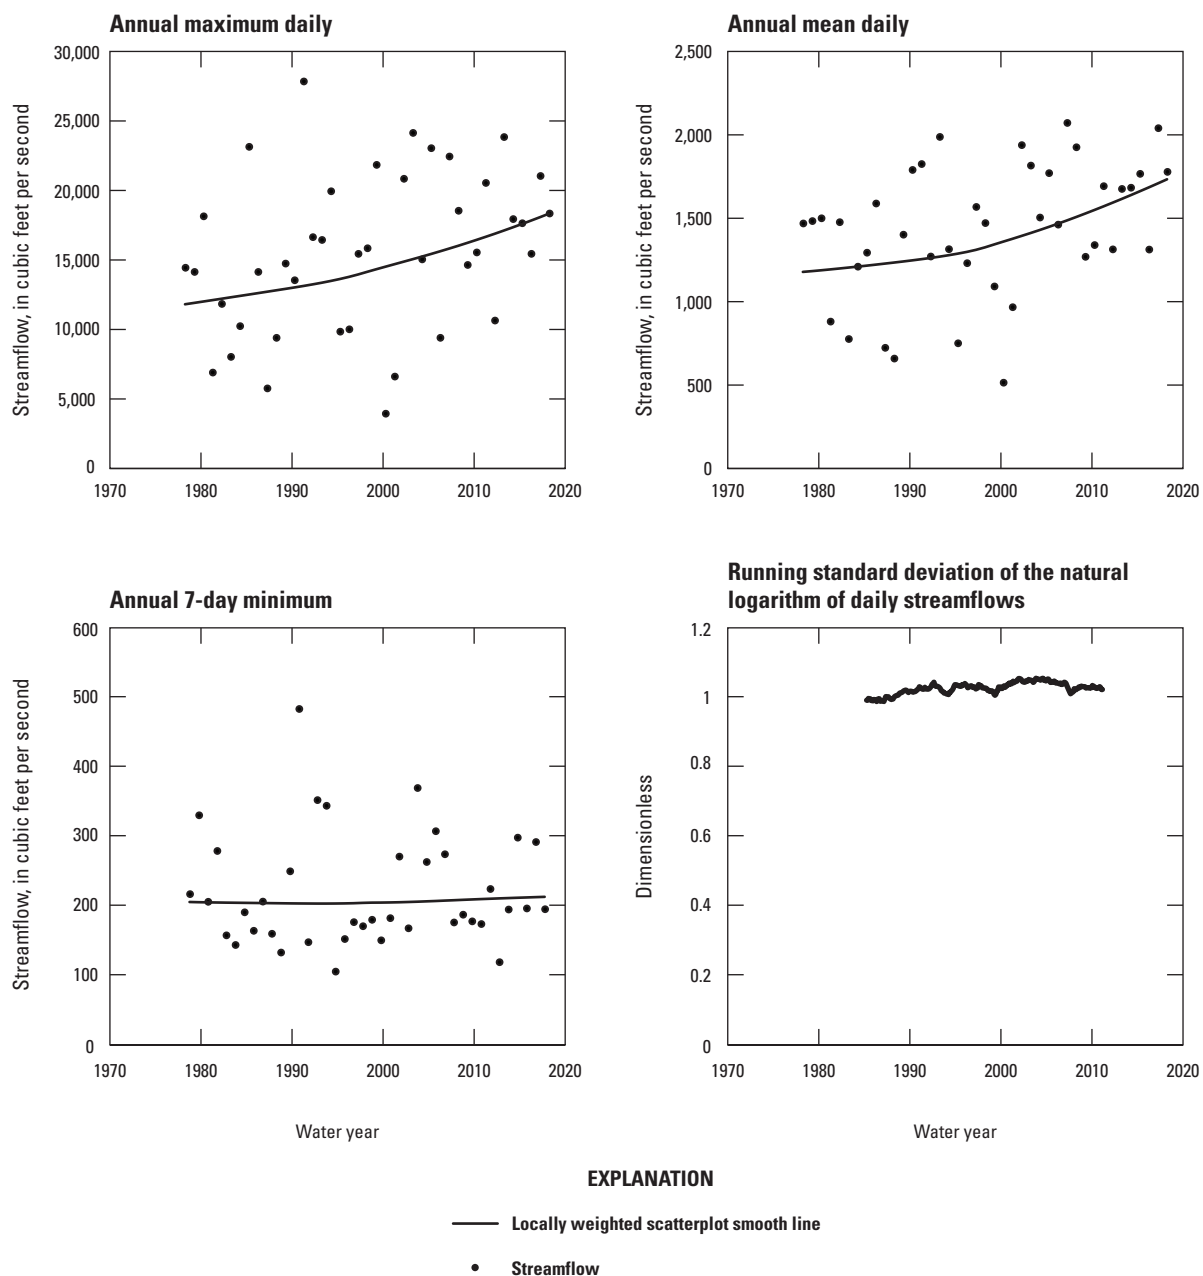 Annual maximum daily
Streamflow, in cubic feet per second
30,000
25,000
20,000
15,000
10,000
5,000
0
1970 1980 1990 2000 2010 2020
Annual mean daily
Streamflow, in cubic feet per second
2,500
2,000
1,500
1,000
500
0
1970 1980 1990 2000 2010 2020
Annual 7-day minimum
Streamflow, in cubic feet per second
600
500
400
300
200
100
0
1970 1980 1990 2000 2010 2020
Water year
Running standard deviation of the natural
logarithm of daily streamflows
Dimensionless
1.2
1
0.8
0.6
0.4
0.2
0
1970 1980 1990 2000 2010 2020
Water year
EXPLANATION
Locally weighted scatterplot smooth line
Streamflow